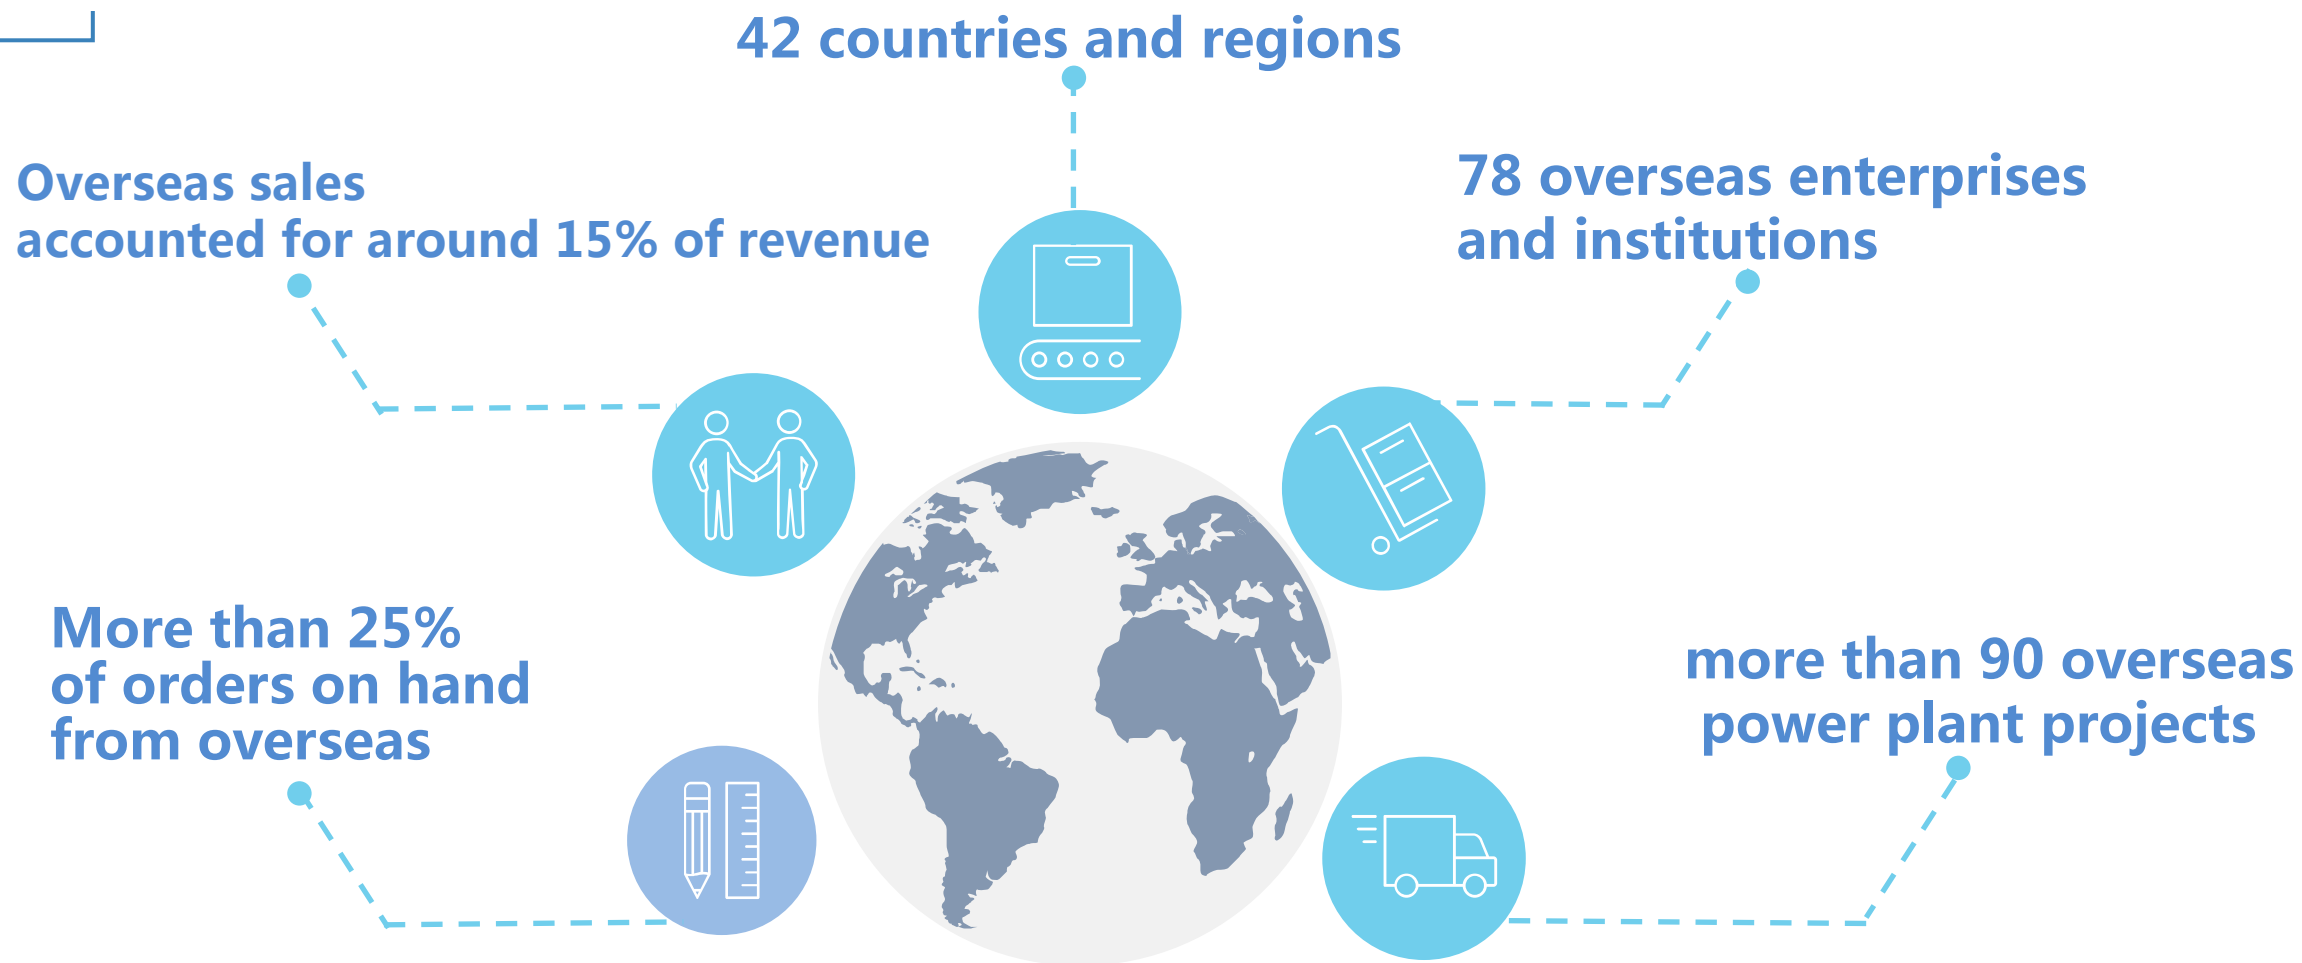 42 countries and regions
Overseas sales
accounted for around 15% of revenue
78 overseas enterprises
and institutions
More than 25%
of orders on hand
from overseas
more than 90 overseas
power plant projects